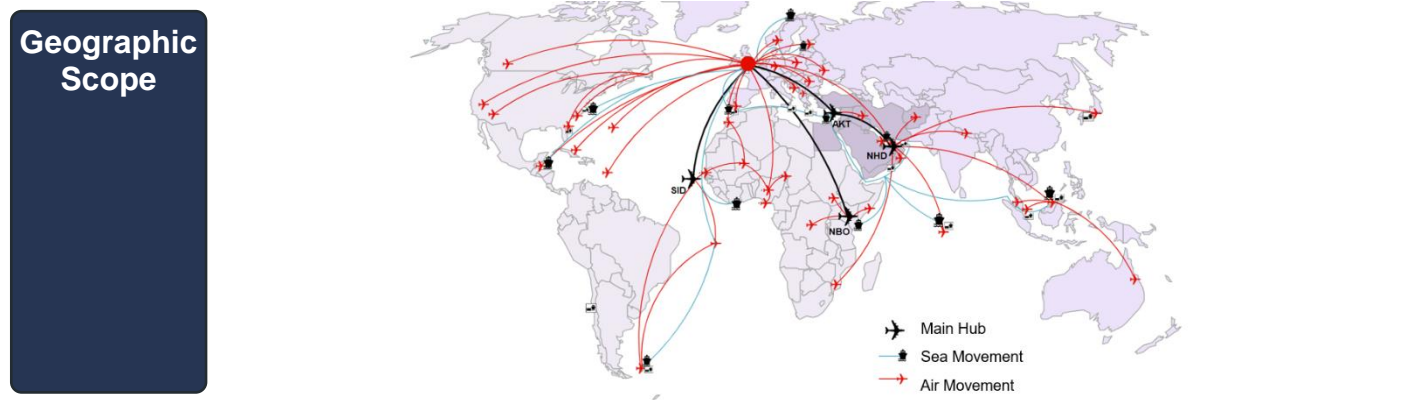 Geographic
Scope
AKT
NHD
SID
NBO
Main Hub
Sea Movement
Air Movement